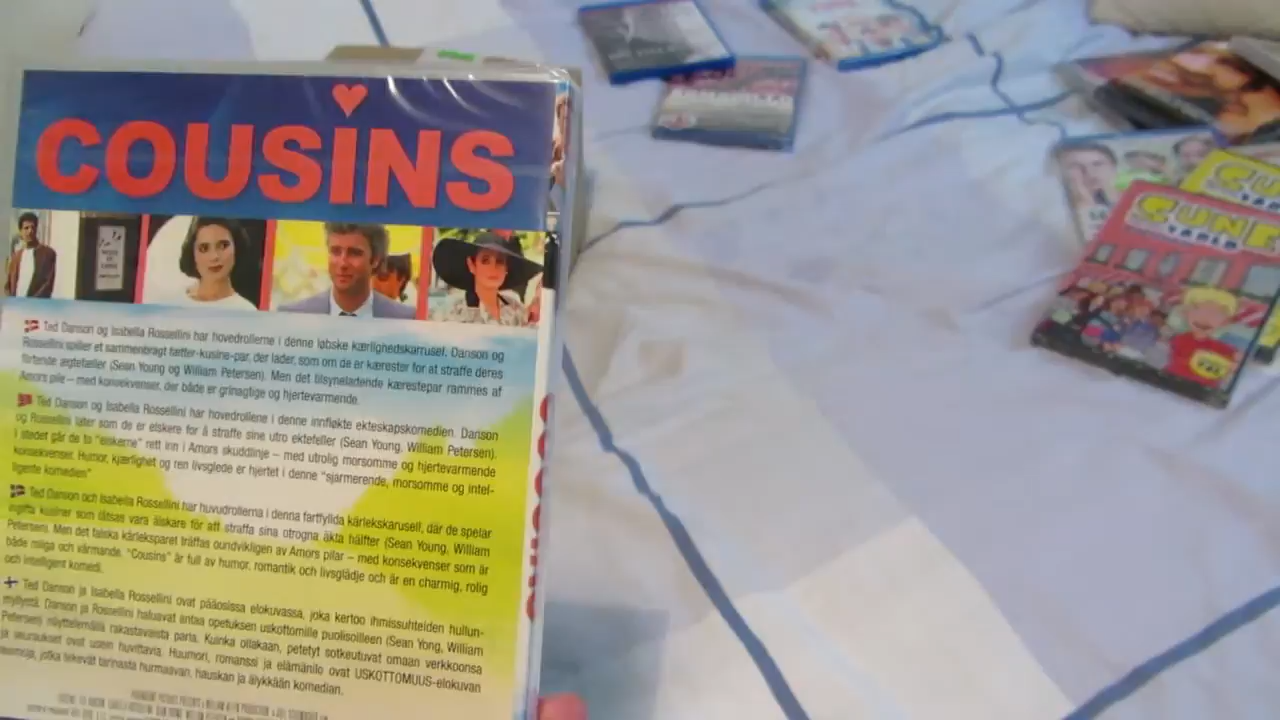 COUSINS
Ted Danson og Isabella Rossellini har hovedrollerne i denne løbske kærlighedskarrusel. Danson og
Rossellini spiller et sammenbragt fætter-kusine-par, der lader, som om de er kærester for at straffe deres
flirtende ægtefæller (Sean Young og William Petersen). Men det tilsyneladende kærestepar rammes af
Amors pile – med konsekvenser, der både er grinagtige og hjertevarmende.
Ted Danson og Isabella Rossellini har hovedrollene i denne innfløkte ekteskapskomedien. Danson
og Rossellini later som de er elskere for å straffe sine utro ektefeller (Sean Young, William Petersen).
I stedet går de to "elskerne" rett inn i Amors skuddlinje – med utrolig morsomme og hjertevarmende
konsekvenser. Humor, kjærlighet og ren livsglede er hjertet i denne "sjarmerende, morsomme og intel-
ligente komedien"
Ted Danson och Isabella Rossellini har huvudrollerna i denna fartfyllda kärlekskarusell, där de spelar
ingifta kusiner som låtsas vara älskare för att straffa sina otrogna äkta hälfter (Sean Young, William
Petersen). Men det falska kärleksparet träffas oundvikligen av Amors pilar – med konsekvenser som är
både roliga och värmande. "Cousins" är full av humor, romantik och livsglädje och är en charmig, rolig
och intelligent komedi.
Ted Danson ja Isabella Rossellini ovat pääosissa elokuvassa, joka kertoo ihmissuhteiden hullun-
myllystä. Danson ja Rossellini haluavat antaa opetuksen uskottomille puolisoilleen (Sean Yong, William
Petersen) näyttelemällä rakastavaista paria. Kuinka ollakaan, petetyt sotkeutuvat omaan verkkoonsa
ja seuraukset ovat usein huvittavia. Huumori, romanssi ja elämänilo ovat USKOTTOMUUS-elokuvan
jotka tekevät tarinasta hurmaavan, hauskan ja älykkään komedian.